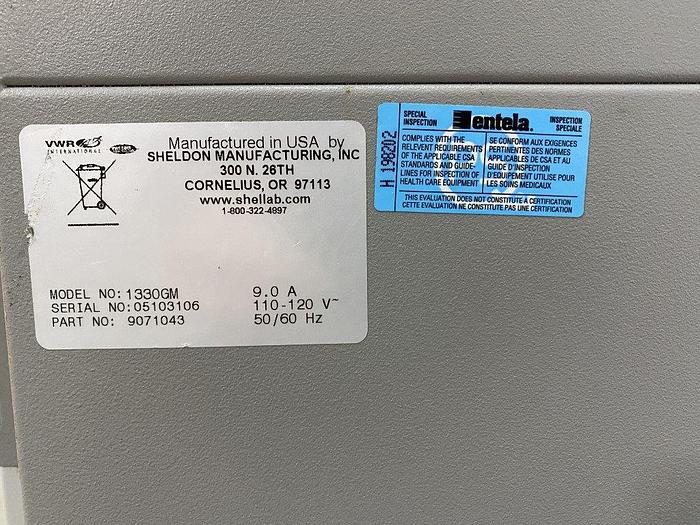 VWR
INTERNATIONAL
Manufactured in USA by
SHELDON MANUFACTURING, INC
300 N. 26TH
CORNELIUS, OR 97113
www.shellab.com
1-800-322-4897
MODEL NO: 1330GM 9.0 A
SERIAL NO: 05103106 110-120 V~
PART NO: 9071043 50/60 Hz
SPECIAL
INSPECTION
entela.
INSPECTION
SPECIALE
H 198202
COMPLIES WITH THE
RELEVENT REQUIREMENTS
OF THE APPLICABLE CSA
STANDARDS AND GUIDE-
LINES FOR INSPECTION OF
HEALTH CARE EQUIPMENT
SE CONFORM AUX EXIGENCES
PERTINENTES DES NORMES
APPLICABLES DE CSA ET AU
GUIDE D'INSPECTION
D'EQUIPEMENT UTILISE POUR
LES SOINS MEDICAUX
THIS EVALUATION DOES NOT CONSTITUTE A CERTIFICATION
CETTE EVALUATION NE CONSTITUTE PAS UNE CERTIFICATION